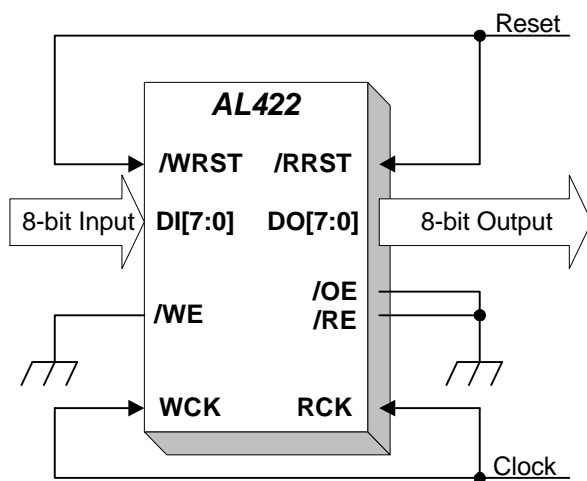 Reset
AL422
/WRST /RRST
8-bit Input DI[7:0] DO[7:0] 8-bit Output
/OE
/WE /RE
WCK RCK
Clock